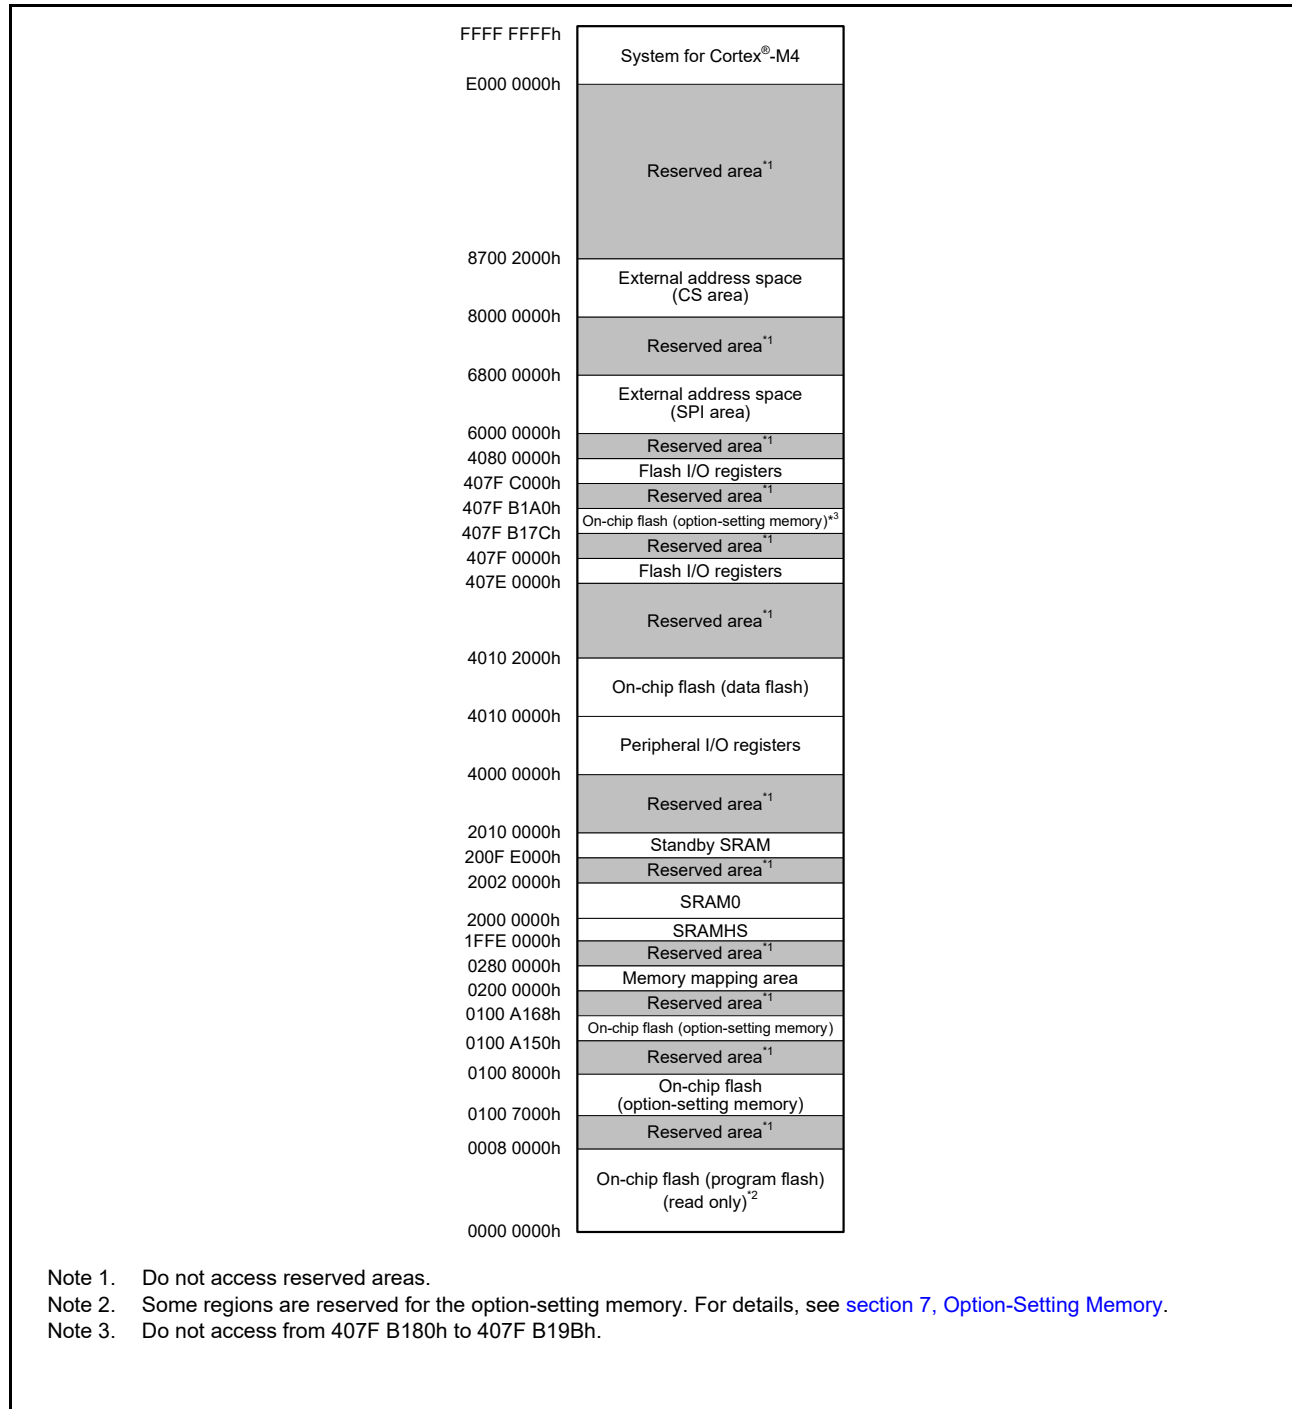 FFFF FFFFh
System for Cortex®-M4
E000 0000h
Reserved area*1
8700 2000h
External address space
(CS area)
8000 0000h
Reserved area*1
6800 0000h
External address space
(SPI area)
6000 0000h
Reserved area*1
4080 0000h
Flash I/O registers
407F C000h
Reserved area*1
407F B1A0h
On-chip flash (option-setting memory)*3
407F B17Ch
Reserved area*1
407F 0000h
Flash I/O registers
407E 0000h
Reserved area*1
4010 2000h
On-chip flash (data flash)
4010 0000h
Peripheral I/O registers
4000 0000h
Reserved area*1
2010 0000h
Standby SRAM
200F E000h
Reserved area*1
2002 0000h
SRAM0
2000 0000h
SRAMHS
1FFE 0000h
Reserved area*1
0280 0000h
Memory mapping area
0200 0000h
Reserved area*1
0100 A168h
On-chip flash (option-setting memory)
0100 A150h
Reserved area*1
0100 8000h
On-chip flash
(option-setting memory)
0100 7000h
Reserved area*1
0008 0000h
On-chip flash (program flash)
(read only)*2
0000 0000h
Note 1. Do not access reserved areas.
Note 2. Some regions are reserved for the option-setting memory. For details, see section 7, Option-Setting Memory.
Note 3. Do not access from 407F B180h to 407F B19Bh.